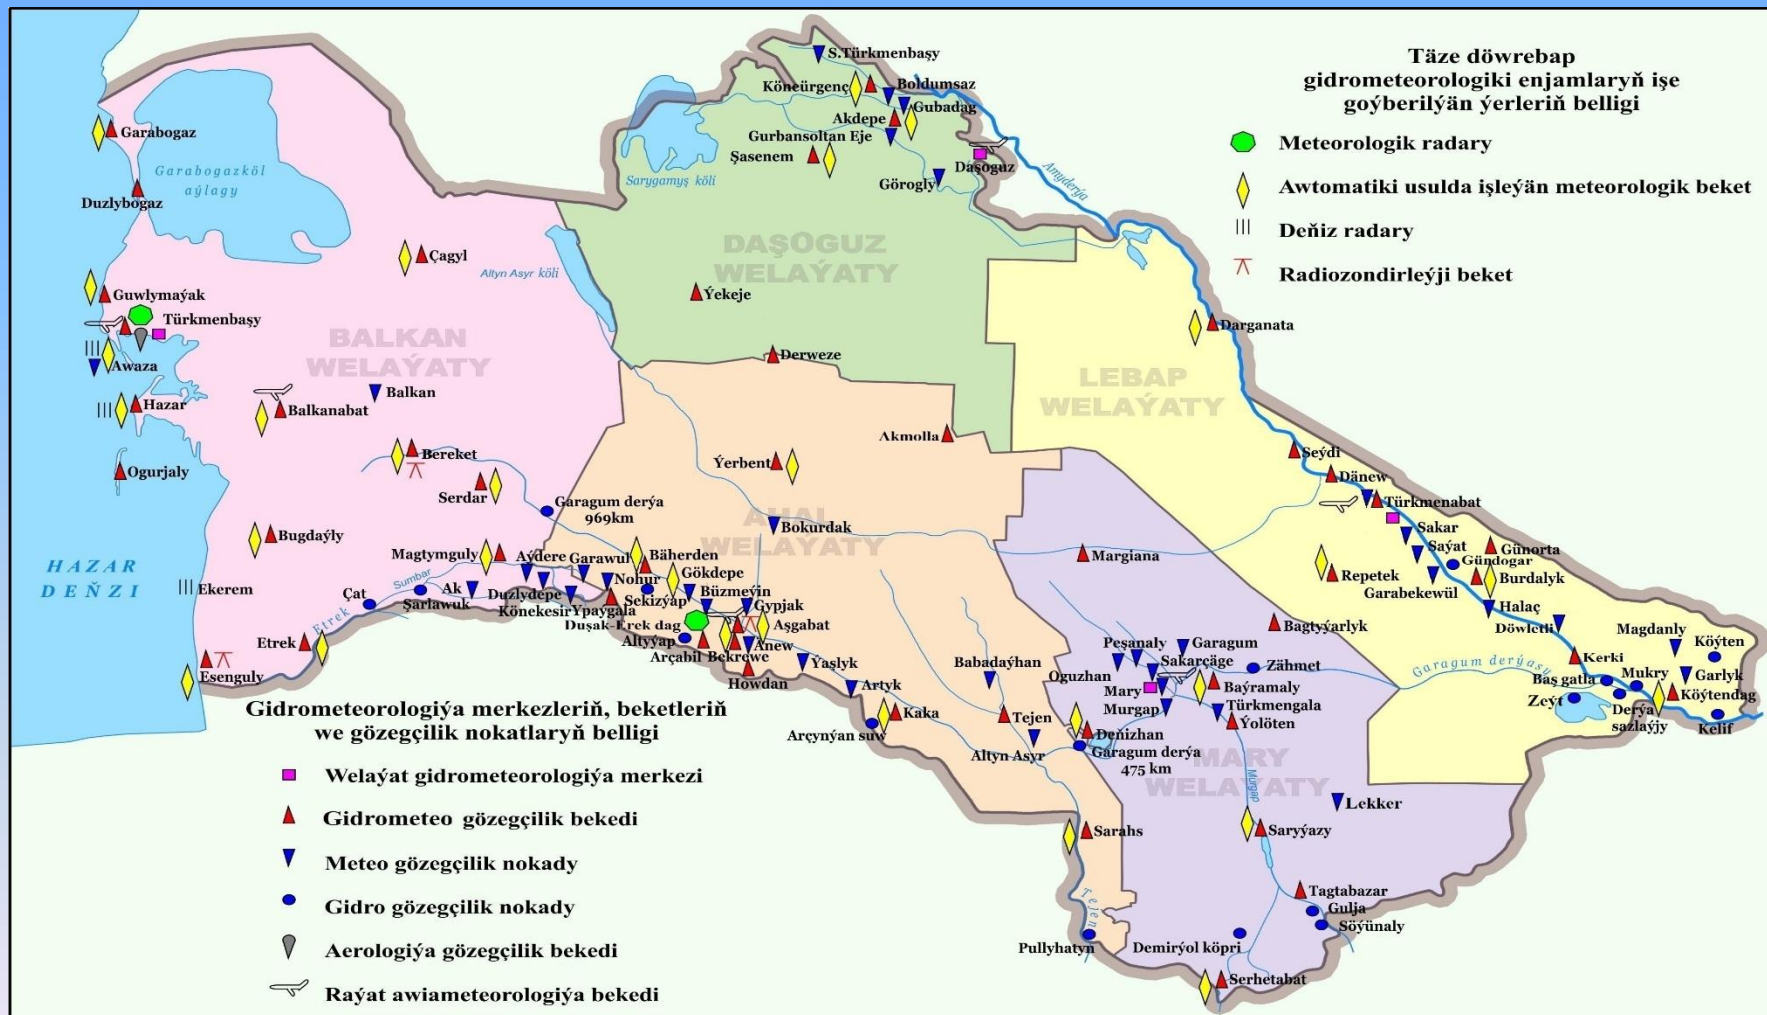 Täze döwrebap
gidrometeorologiki enjamlaryň işe
goýberilýän ýerleriň belligi
Meteorologik radary
Awtomatiki usulda işleýän meteorologik beket
Deňiz radary
Radiozondirleýji beket
S.Türkmenbaşy
Köneürgenç
Boldumsaz
Gubadag
Akdepe
Gurbansoltan Eje
Şasenem
Görogly
Daşoguz
Amyderýa
Sarygamyş köli
DAŞOGUZ
WELAÝATY
Ýekeje
Derweze
Garabogaz
Garabogazköl
aýlagy
Duzlybogaz
Çagyl
Altyn Asyr köli
Guwlymaýak
Türkmenbaşy
BALKAN
WELAÝATY
Awaza
Hazar
Balkanabat
Balkan
Ogurjaly
Bereket
Serdar
Garagum derýa
969km
Bugdaýly
Magtymguly
HAZAR
DEŇZI
Ekerem
Çat
Sumbar
Şarlawuk
Ak
Aýdere
Duzlydepe
Könekesir
Garawul
Ypaygala
Nohur
Etrek
Etrek
Esenguly
LEBAP
WELAÝATY
Darganata
Seýdi
Dänew
Türkmenabat
Sakar
Saýat
Günorta
Gündogar
Burdalyk
Repetek
Garabekewül
Halaç
Döwletli
Magdanly
Köýten
Kerki
Garlyk
Baş gatla
Mukry
Köýtendag
Zeýt
Derýa
sazlaýjy
Kelif
Garagum derýasy
Akmolla
Ýerbent
Bokurdak
AHAL
WELAÝATY
Bäherden
Gökdepe
Sekizýap
Büzmeýin
Gypjak
Duşak-Erek dag
Altyýap
Arçabil
Bekrewe
Aşgabat
Änew
Howdan
Ýaşlyk
Artyk
Babadaýhan
Kaka
Arçynýan suw
Tejen
Altyn Asyr
Sarahs
Tejen
Pullyhatyn
Margiana
Bagtyýarlyk
Peşanaly
Garagum
Oguzhan
Sakarçäge
Zähmet
Mary
Baýramaly
Murgap
Türkmengala
Ýolöten
Deňizhan
Garagum derýa
475 km
MARY
WELAÝATY
Murgap
Lekker
Saryýazy
Tagtabazar
Gulja
Söýünaly
Demirýol köpri
Serhetabat
Gidrometeorologiýa merkezleriň, beketleriň
we gözegçilik nokatlaryň belligi
Welaýat gidrometeorologiýa merkezi
Gidrometeo gözegçilik bekedi
Meteo gözegçilik nokady
Gidro gözegçilik nokady
Aerologiýa gözegçilik bekedi
Raýat awiameteorologiýa bekedi